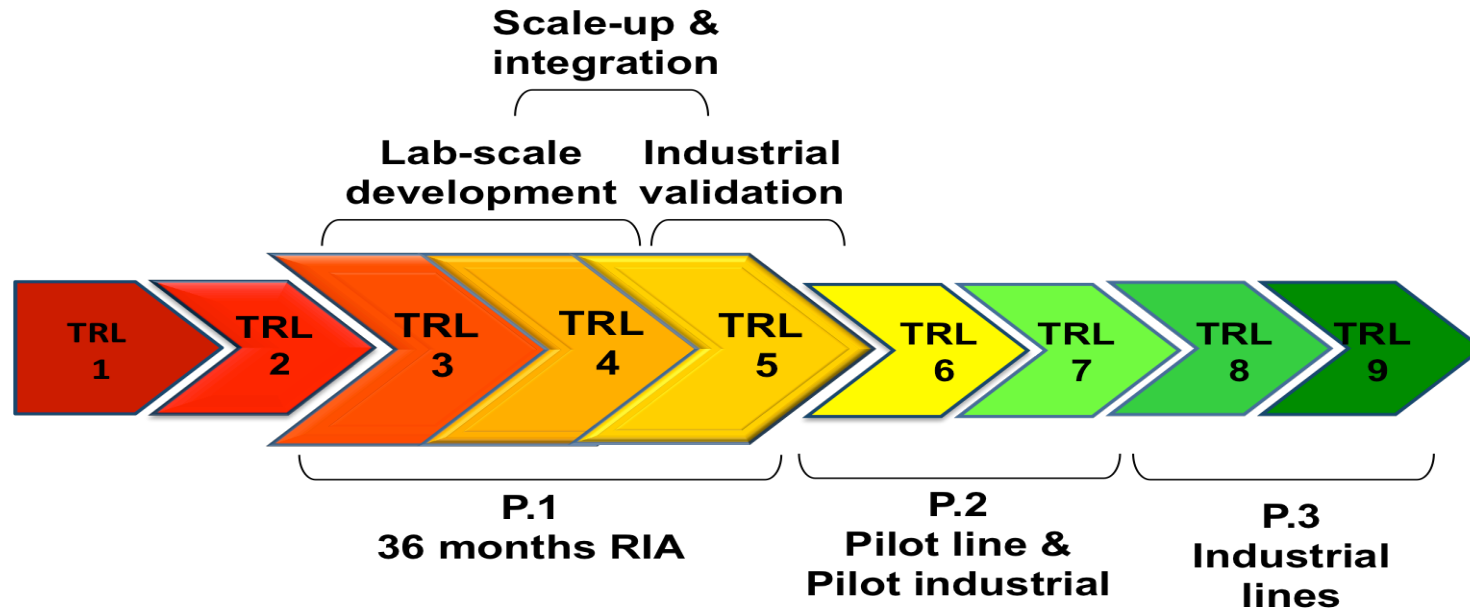 Scale-up &
integration
Lab-scale
development
Industrial
validation
TRL
1
TRL
2
TRL
3
TRL
4
TRL
5
TRL
6
TRL
7
TRL
8
TRL
9
P.1
36 months RIA
P.2
Pilot line &
Pilot industrial
P.3
Industrial
lines